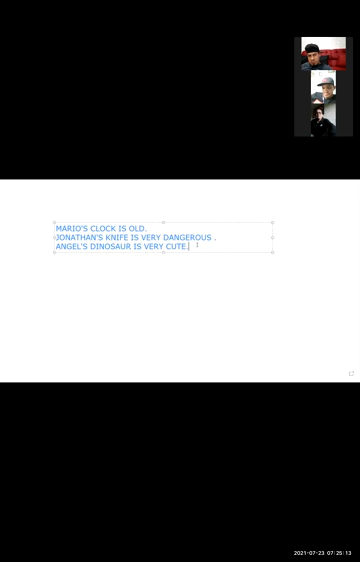 MARIO'S CLOCK IS OLD.
JONATHAN'S KNIFE IS VERY DANGEROUS .
ANGEL'S DINOSAUR IS VERY CUTE.
2021-07-23 07:25:13